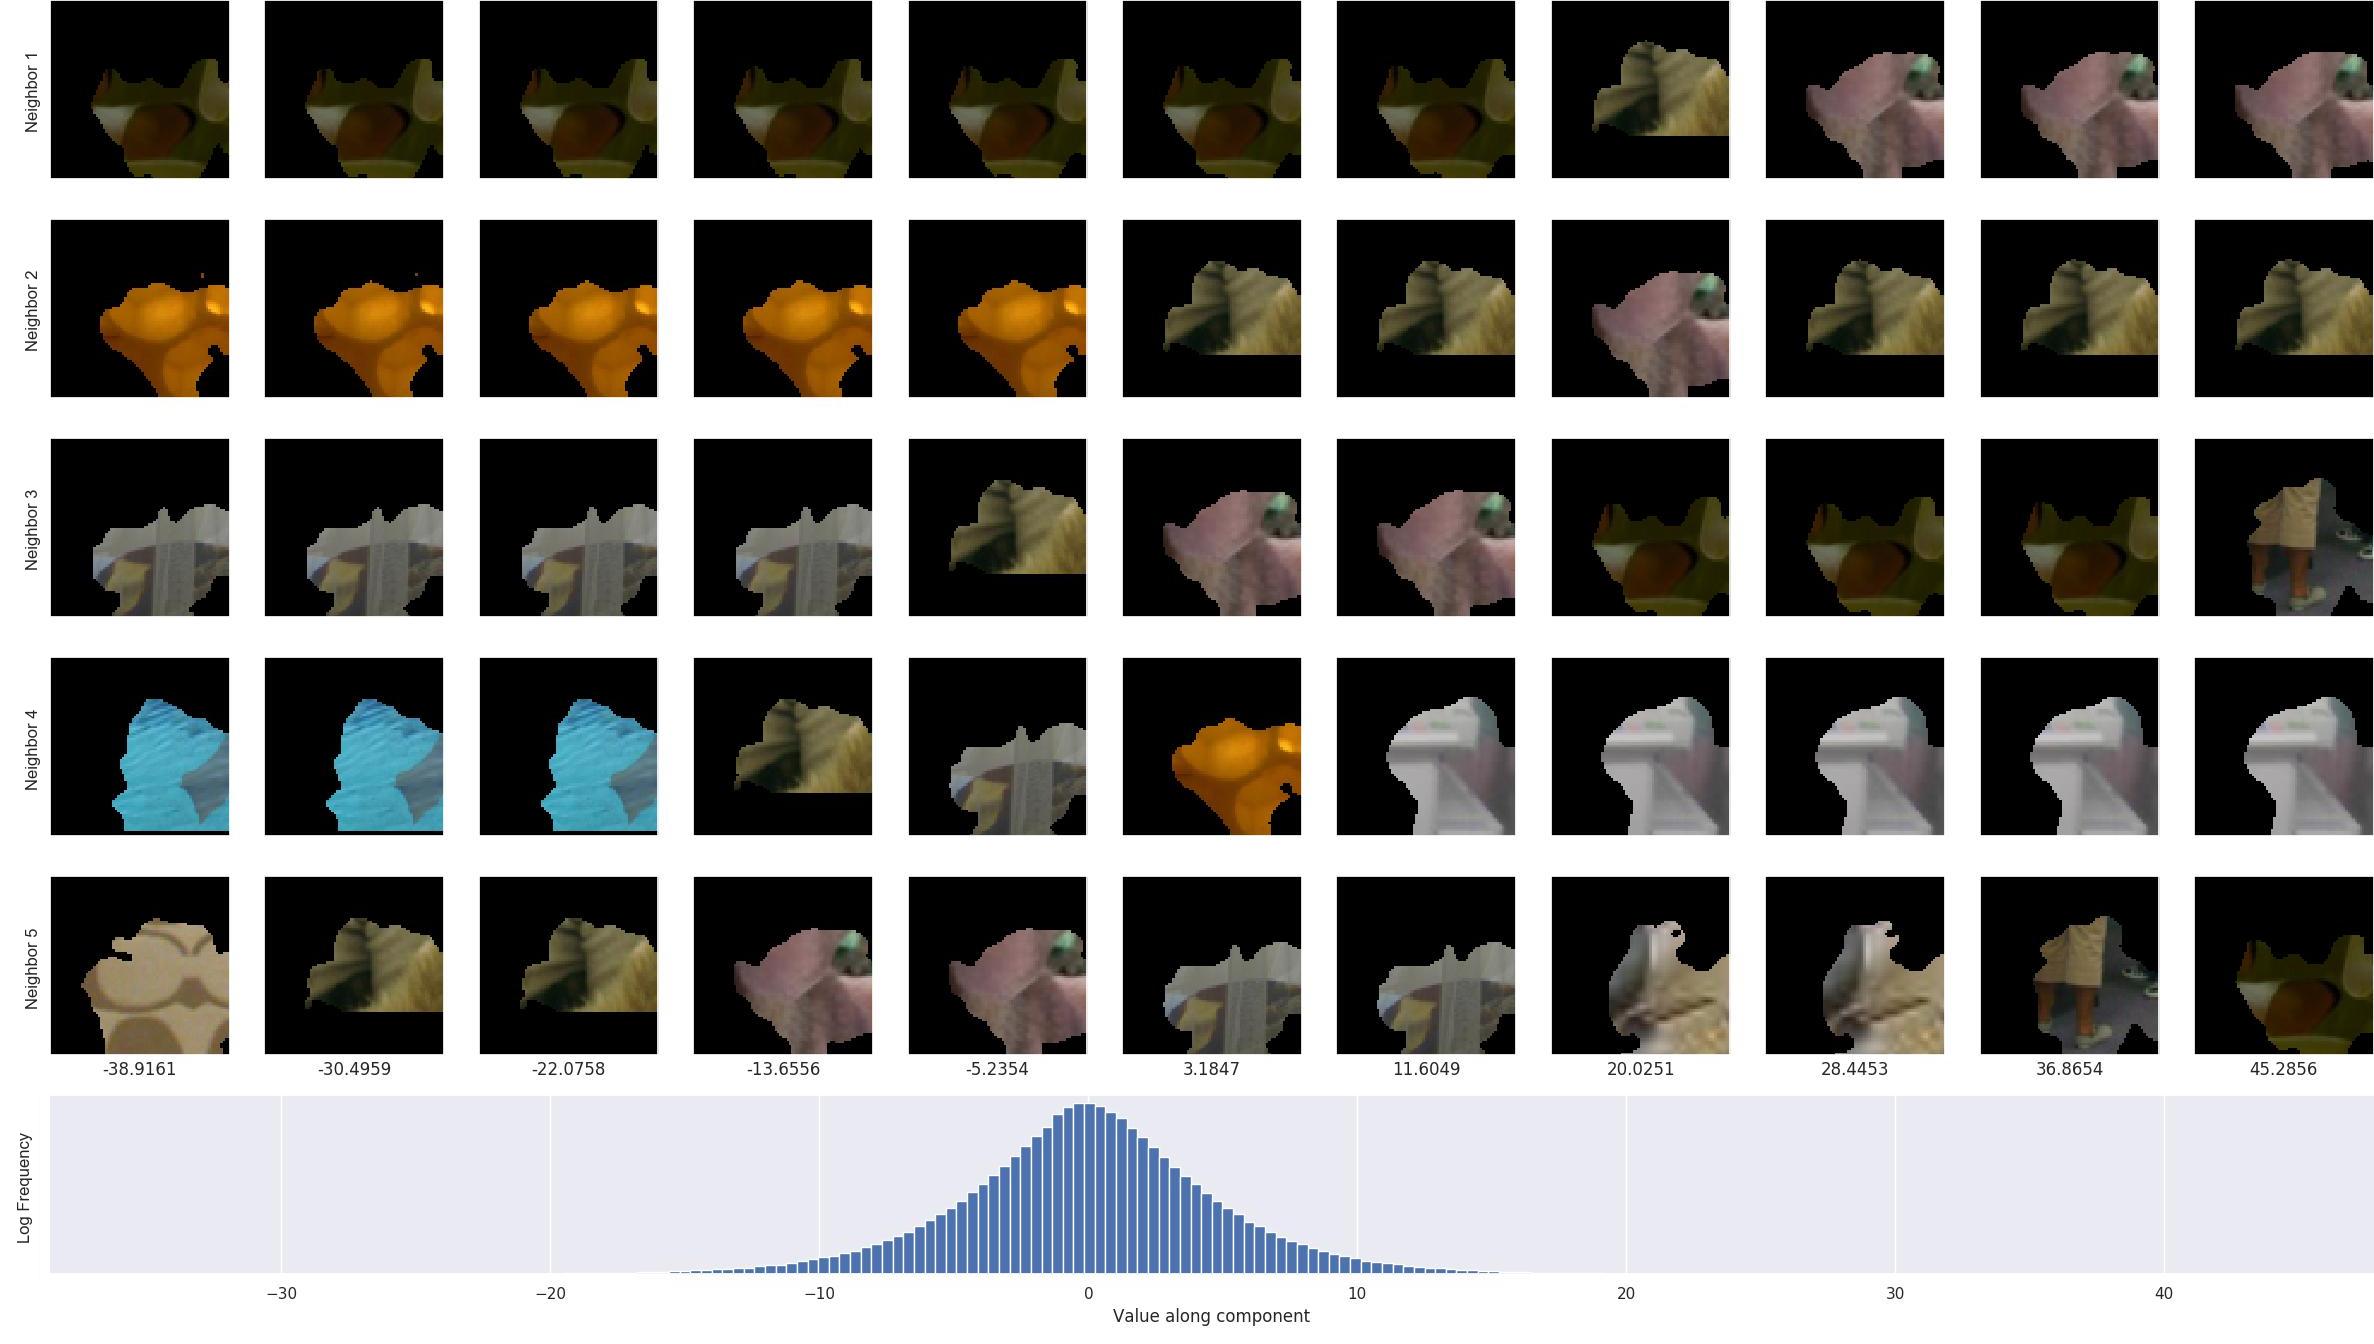 Neighbor 1
Neighbor 2
Neighbor 3
Neighbor 4
Neighbor 5
-38.9161 -30.4959 -22.0758 -13.6556 -5.2354 3.1847 11.6049 20.0251 28.4453 36.8654 45.2856
Log Frequency
−30 −20 −10 0 10 20 30 40
Value along component